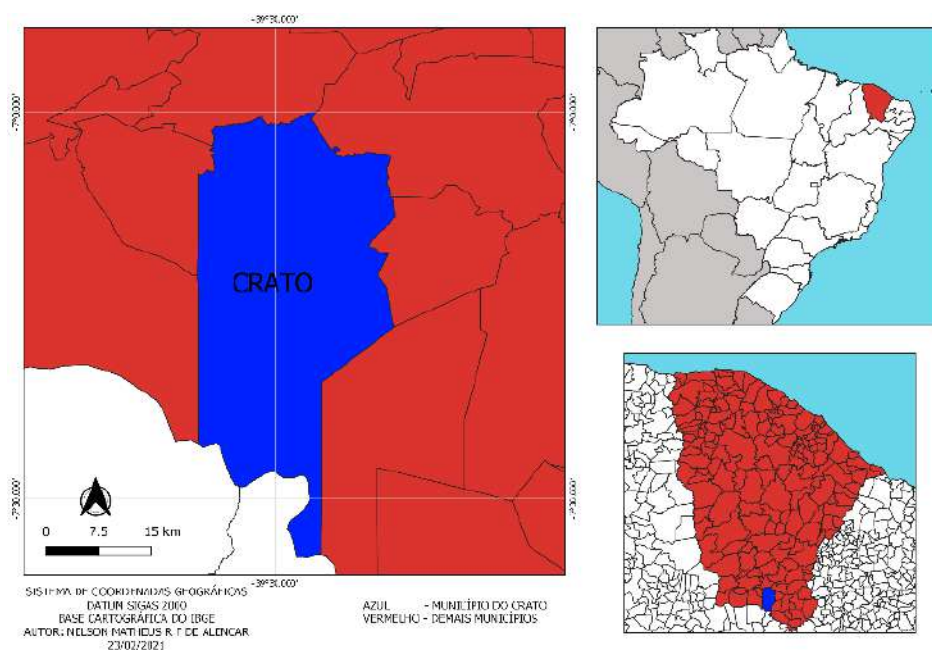 -39°30.000'
-7°0.000'
-7°0.000'
CRATO
-7°30.000'
-7°30.000'
0 7.5 15 km
-39°30.000'
SISTEMA DE COORDENADAS GEOGRÁFICAS
DATUM SIGAS 2000
BASE CARTOGRÁFICA DO IBGE
AUTOR: NELSON MATHEUS R F DE ALENCAR
23/02/2021
AZUL - MUNICÍPIO DO CRATO
VERMELHO - DEMAIS MUNICÍPIOS